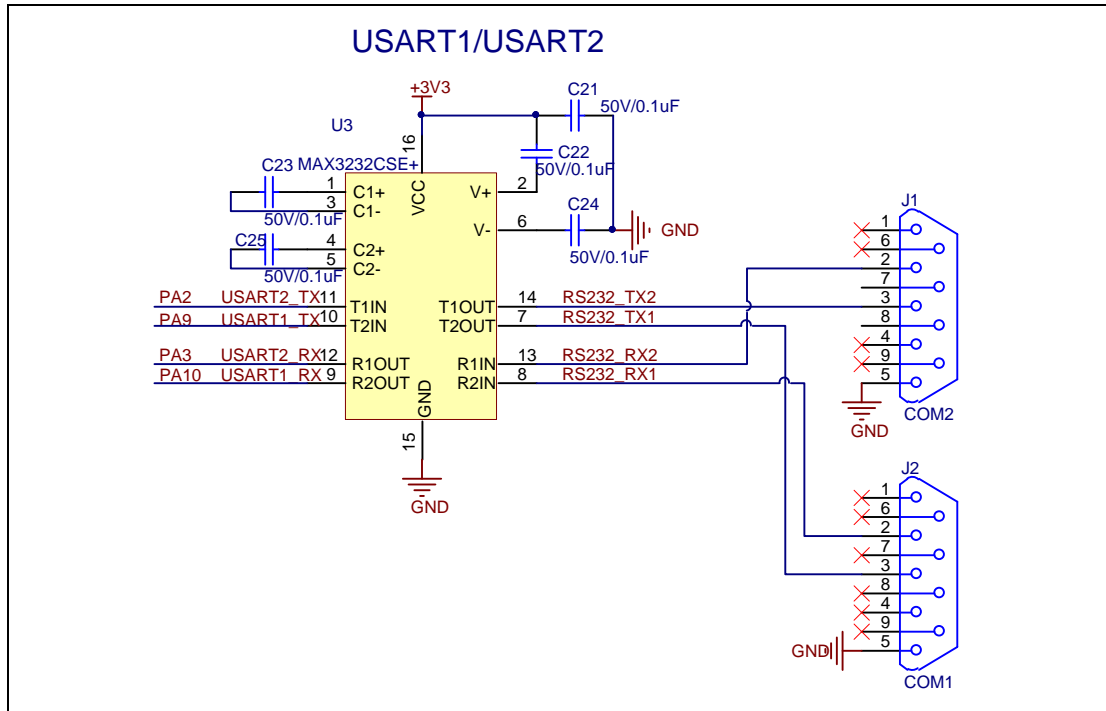 USART1/USART2
+3V3
C21
50V/0.1uF
U3
16
C22
50V/0.1uF
C23
MAX3232CSE+
1
C1+
VCC
V+
2
3
C1-
50V/0.1uF
V-
6
C24
GND
50V/0.1uF
C25
4
C2+
5
C2-
50V/0.1uF
PA2
USART2_TX
11
T1IN
T1OUT
14
RS232_TX2
PA9
USART1_TX
10
T2IN
T2OUT
7
RS232_TX1
PA3
USART2_RX
12
R1OUT
R1IN
13
RS232_RX2
PA10
USART1_RX
9
R2OUT
R2IN
8
RS232_RX1
GND
15
GND
J1
1
6
2
7
3
8
4
9
5
GND
COM2
J2
1
6
2
7
3
8
4
9
5
GND
COM1